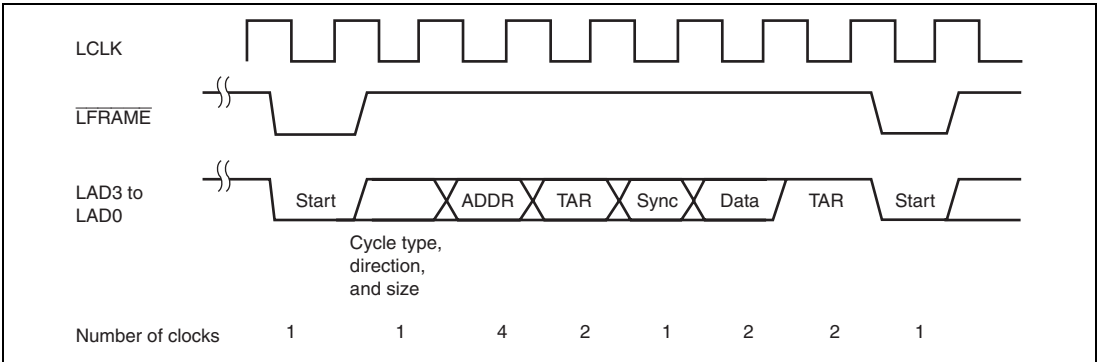 LCLK
LFRAME
LAD3 to
LAD0
Start ADDR TAR Sync Data TAR Start
Cycle type,
direction,
and size
Number of clocks 1 1 4 2 1 2 2 1